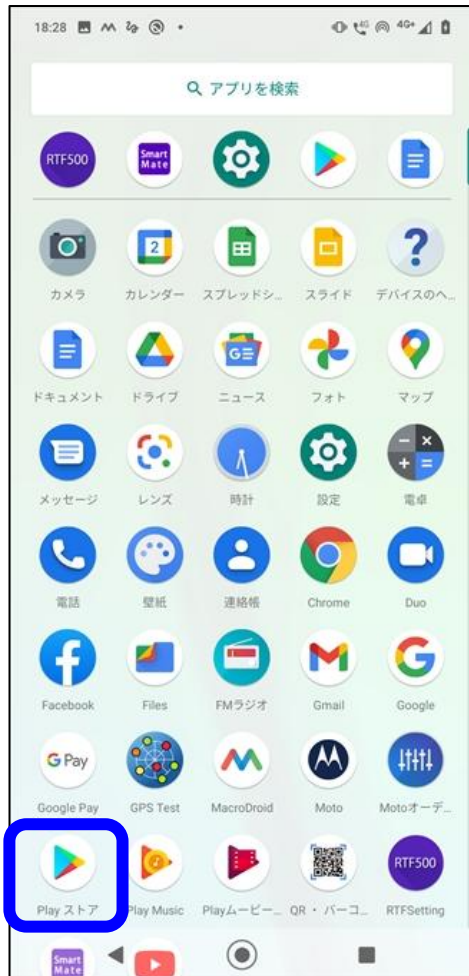 18:28 4G 4G+
アプリを検索
RTF500 Smart Mate
2
カメラ カレンダー スプレッドシ... スライド デバイスのヘ...
GE
ドキュメント ドライブ ニュース フォト マップ
メッセージ レンズ 時計 設定 電卓
電話 壁紙 連絡帳 Chrome Duo
Facebook Files FMラジオ Gmail Google
G Pay
Google Pay GPS Test MacroDroid Moto Motoオーデ...
RTF500
Play ストア Play Music Playムービー... QR・バーコ... RTFSetting
Smart Mate